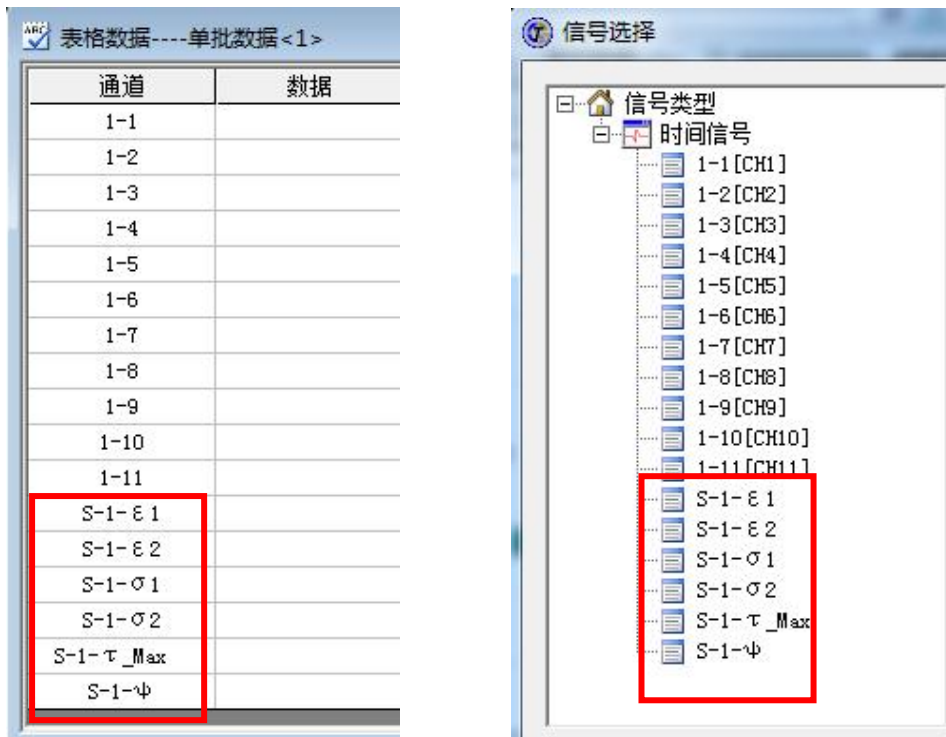 表格数据----单批数据<1>
通道 数据
1-1
1-2
1-3
1-4
1-5
1-6
1-7
1-8
1-9
1-10
1-11
S-1-ε1
S-1-ε2
S-1-σ1
S-1-σ2
S-1-τ_Max
S-1-ψ
信号选择
信号类型
时间信号
1-1[CH1]
1-2[CH2]
1-3[CH3]
1-4[CH4]
1-5[CH5]
1-6[CH6]
1-7[CH7]
1-8[CH8]
1-9[CH9]
1-10[CH10]
1-11[CH11]
S-1-ε1
S-1-ε2
S-1-σ1
S-1-σ2
S-1-τ_Max
S-1-ψ